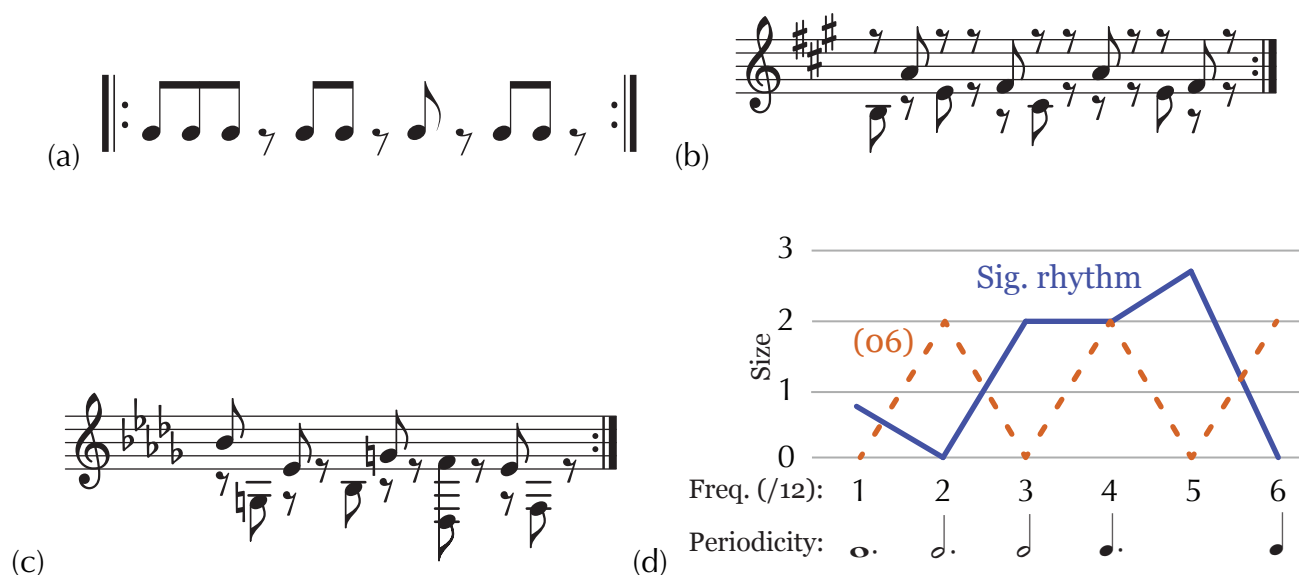 (a)
(b)
(c)
(d)
3
2
1
0
Size
Sig. rhythm
(06)
Freq. (/12): 1 2 3 4 5 6
Periodicity: